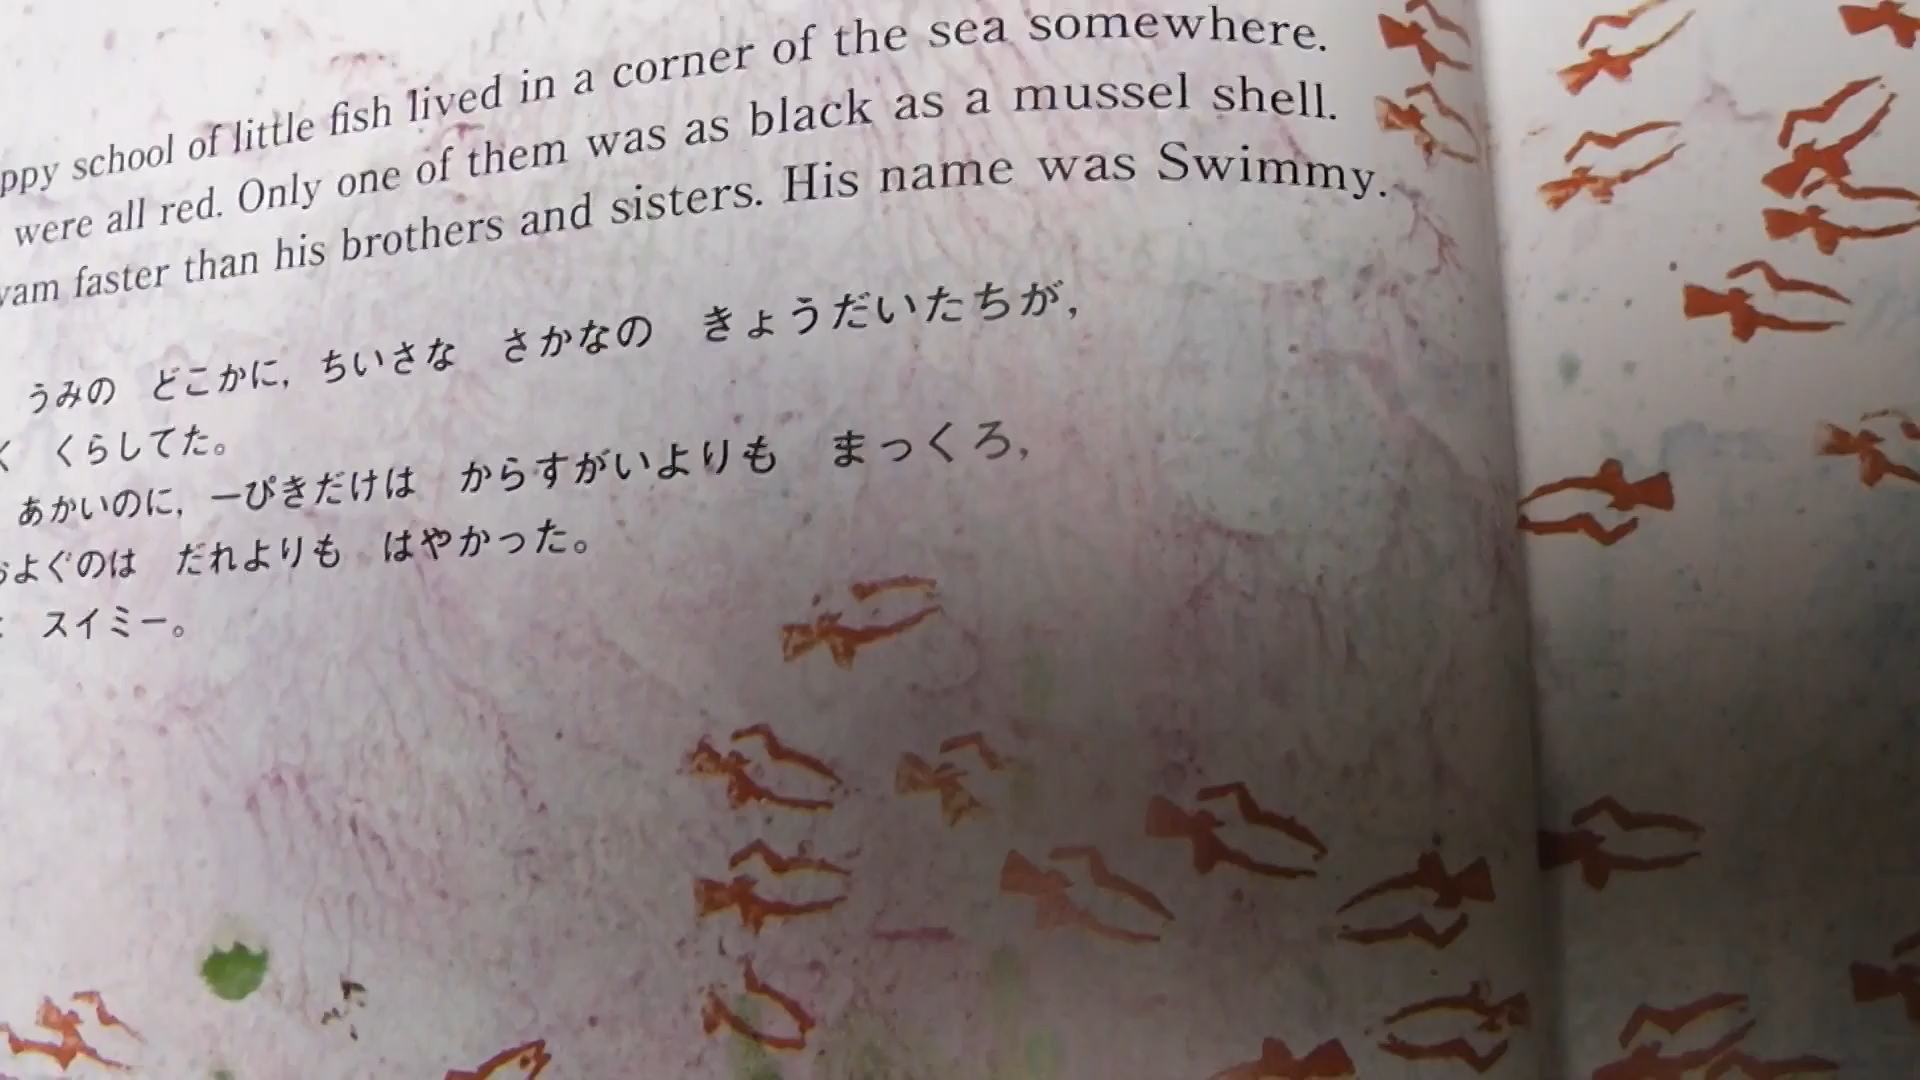 ppy school of little fish lived in a corner of the sea somewhere.
were all red. Only one of them was as black as a mussel shell.
faster than his brothers and sisters. His name was Swimmy.
うみの　どこかに，ちいさな　さかなの　きょうだいたちが，
く　くらしてた。
あかいのに，一ぴきだけは　からすがいよりも　まっくろ，
およぐのは　だれよりも　はやかった。
スイミー。